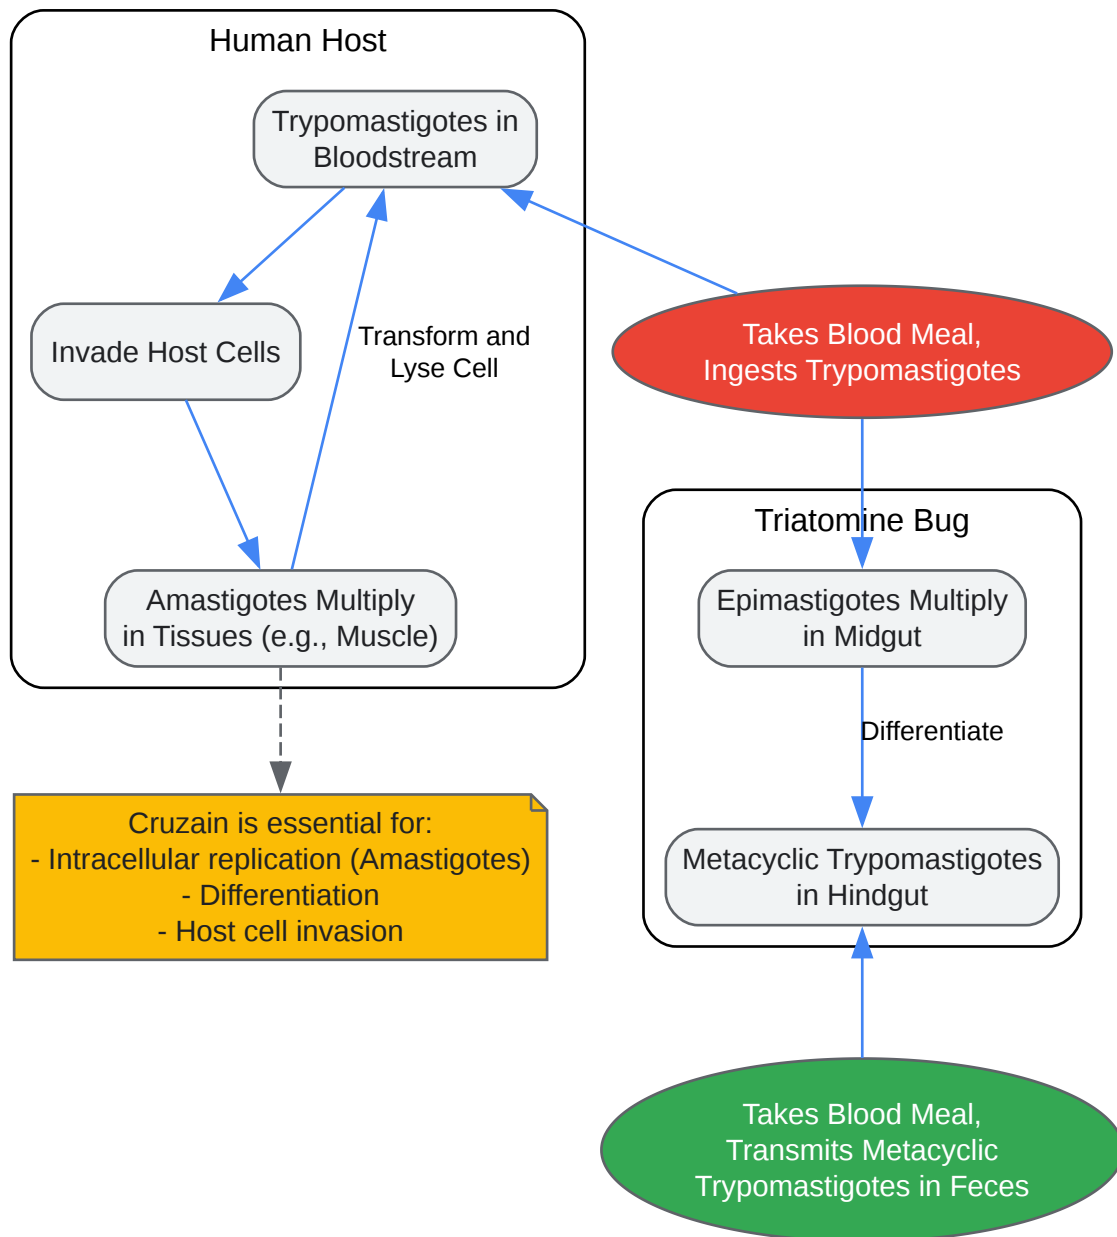 Human Host
Trypomastigotes in
Bloodstream
Invade Host Cells
Transform and
Lyse Cell
Amastigotes Multiply
in Tissues (e.g., Muscle)
Cruzain is essential for:
- Intracellular replication (Amastigotes)
- Differentiation
- Host cell invasion
Takes Blood Meal,
Ingests Trypomastigotes
Triatomine Bug
Epimastigotes Multiply
in Midgut
Differentiate
Metacyclic Trypomastigotes
in Hindgut
Takes Blood Meal,
Transmits Metacyclic
Trypomastigotes in Feces